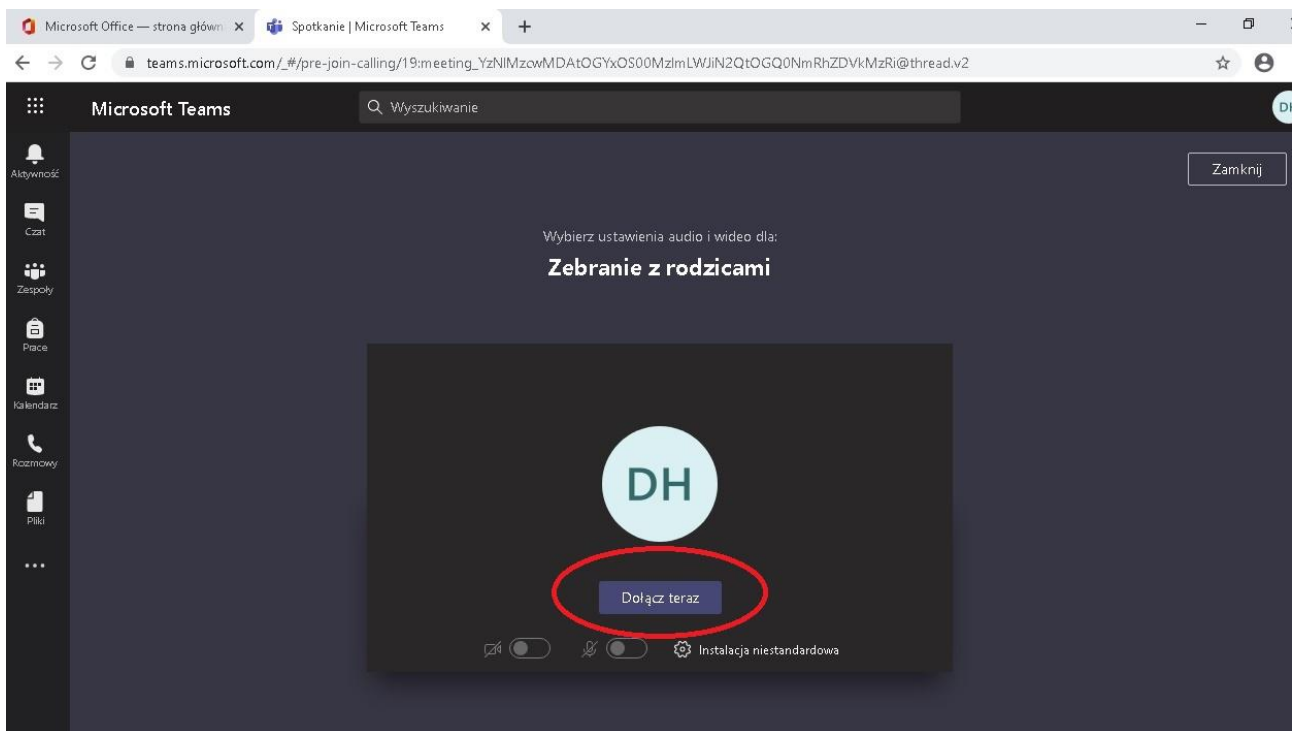 Microsoft Office — strona główn
Spotkanie | Microsoft Teams
teams.microsoft.com/_#/pre-join-calling/19:meeting_YzNlMzcwMDAtOGYxOS00MzlmLWJiN2QtOGQ0NmRhZDVkMzRi@thread.v2
Microsoft Teams
Wyszukiwanie
DH
Aktywność
Zamknij
Czat
Wybierz ustawienia audio i wideo dla:
Zebranie z rodzicami
Zespoły
Prace
Kalendarz
Rozmowy
DH
Pliki
Dołącz teraz
Instalacja niestandardowa